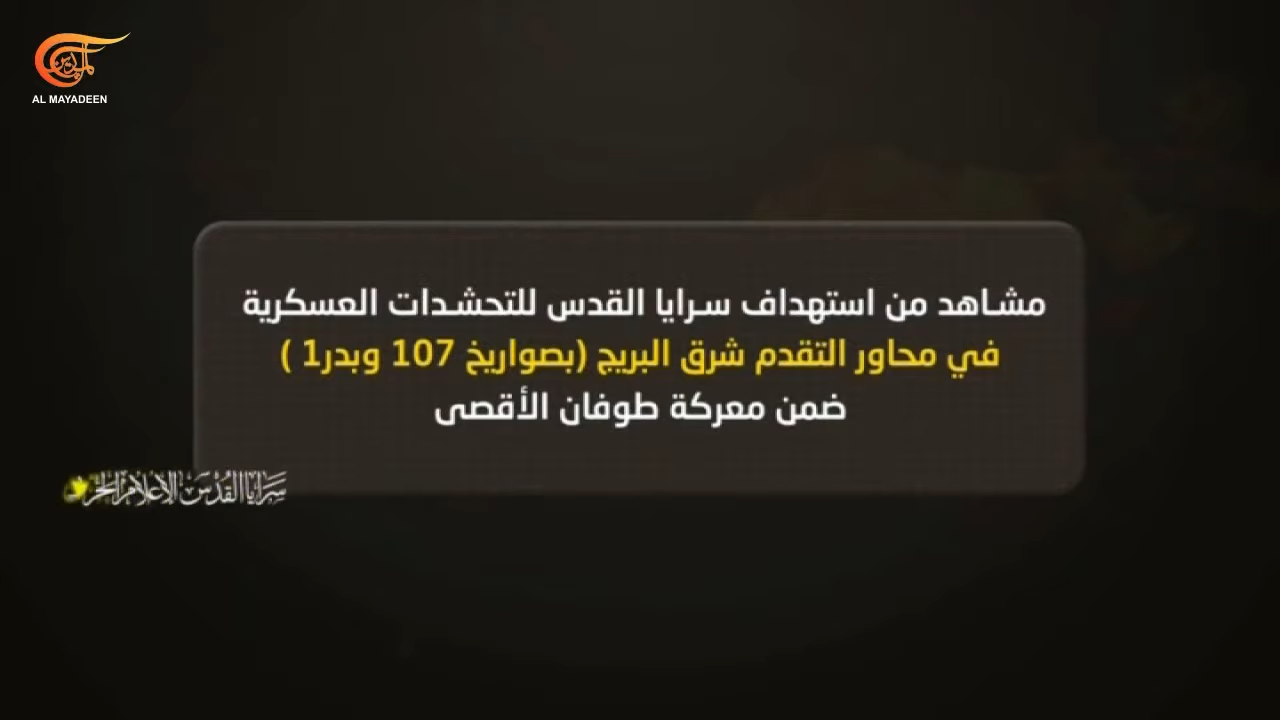 AL MAYADEEN
مشاهد من استهداف سرايا القدس للتحشدات العسكرية
في محاور التقدم شرق البريج (بصواريخ 107 وبدر1 )
ضمن معركة طوفان الأقصى
سرايا القدس الإعلام الحربي